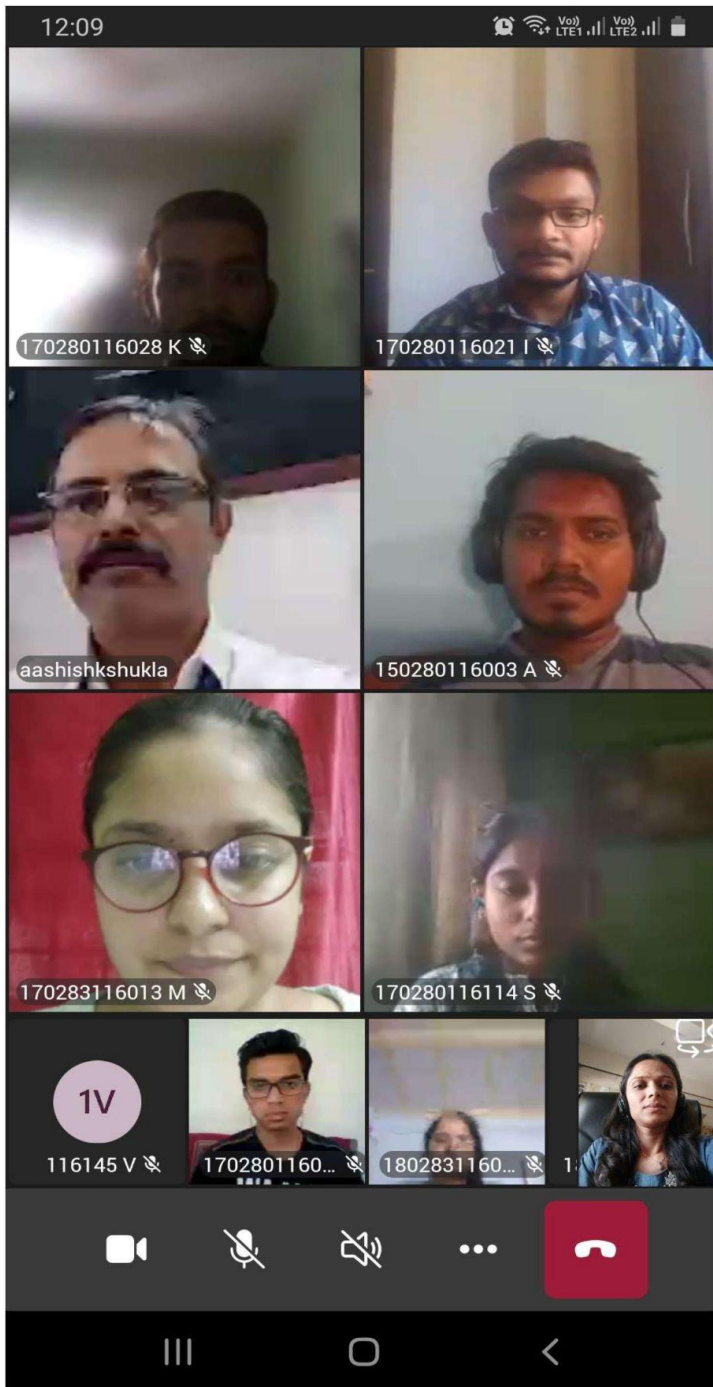 12:09 Vo)) LTE1 Vo)) LTE2
170280116028 K
170280116021 I
aashishkshukla
150280116003 A
170283116013 M
170280116114 S
1V
116145 V
1702801160...
1802831160...